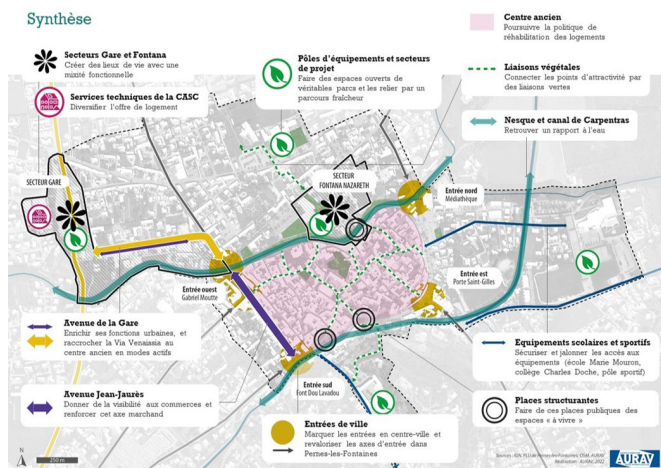 Synthèse
Secteurs Gare et Fontana
Créer des lieux de vie avec une
mixité fonctionnelle
Services techniques de la CASC
Diversifier l'offre de logement
Pôles d'équipements et secteurs
de projet
Faire des espaces ouverts de
véritables parcs et les relier par un
parcours fraîcheur
Centre ancien
Poursuivre la politique de
réhabilitation des logements
Liaisons végétales
Connecter les points d'attractivité par
des liaisons vertes
Nesque et canal de Carpentras
Retrouver un rapport à l'eau
SECTEUR GARE
SECTEUR
FONTANA NAZARETH
Entrée nord
Médiathèque
Entrée ouest
Gabriel Moutte
Entrée est
Porte Saint-Gilles
Entrée sud
Font Dou Lavadou
Avenue de la Gare
Enrichir ses fonctions urbaines, et
raccrocher la Via Venaissia au
centre ancien en modes actifs
Avenue Jean-Jaurès
Donner de la visibilité aux commerces et
renforcer cet axe marchand
Entrées de ville
Marquer les entrées en centre-ville et
revaloriser les axes d'entrée dans
Pernes-les-Fontaines
Equipements scolaires et sportifs
Sécuriser et jalonner les accès aux
équipements (école Marie Mouron,
collège Charles Doche, pôle sportif)
Places structurantes
Faire de ces places publiques des
espaces « à vivre »
N
250 m
AURAV